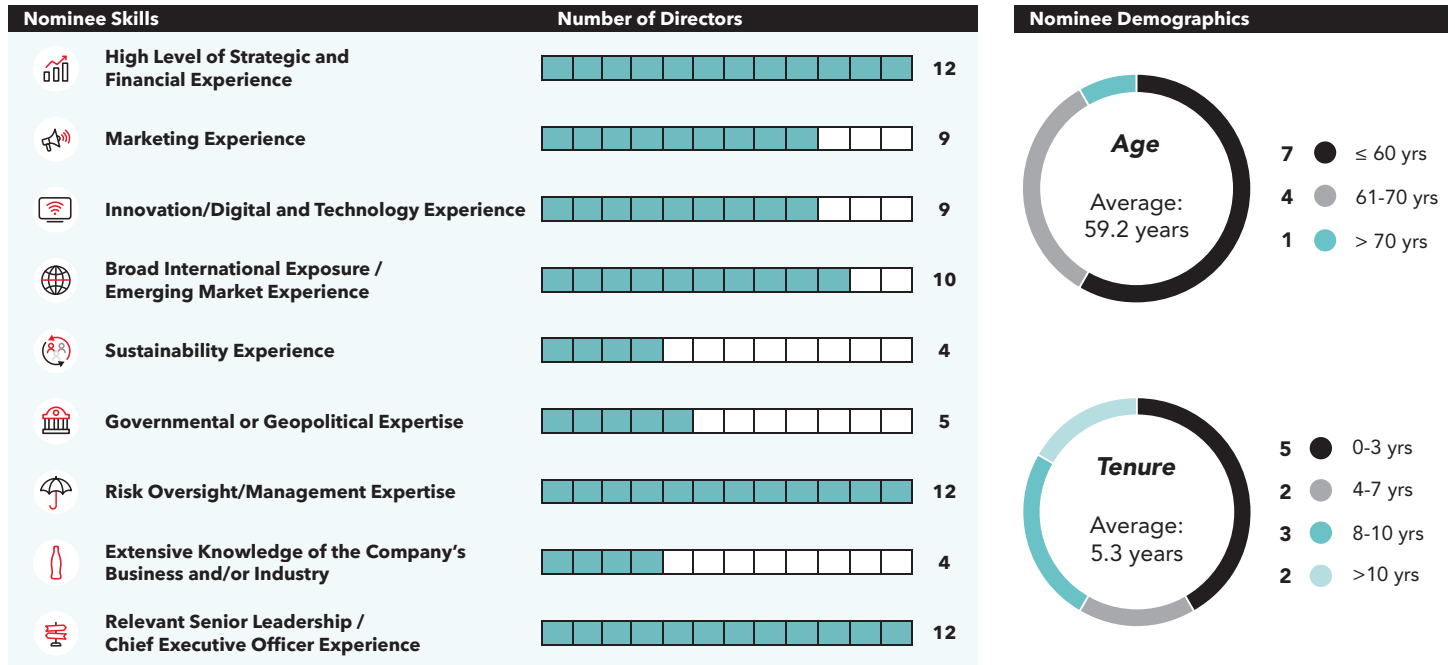 Nominee Skills
Number of Directors
High Level of Strategic and
Financial Experience
12
Marketing Experience
9
Innovation/Digital and Technology Experience
9
Broad International Exposure /
Emerging Market Experience
10
Sustainability Experience
4
Governmental or Geopolitical Expertise
5
Risk Oversight/Management Expertise
12
Extensive Knowledge of the Company’s
Business and/or Industry
4
Relevant Senior Leadership /
Chief Executive Officer Experience
12
Nominee Demographics
Age
Average:
59.2 years
7 ≤ 60 yrs
4 61-70 yrs
1 > 70 yrs
Tenure
Average:
5.3 years
5 0-3 yrs
2 4-7 yrs
3 8-10 yrs
2 >10 yrs